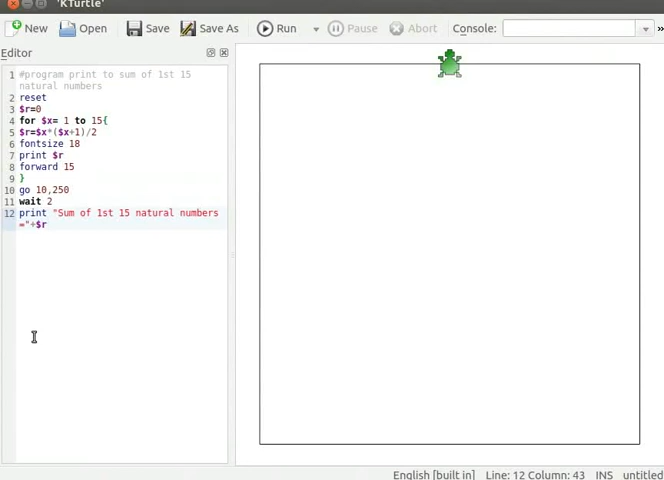 'KTurtle'
New Open Save Save As Run Pause Abort Console: »
Editor
1 #program print to sum of 1st 15
natural numbers
2 reset
3 $r=0
4 for $x= 1 to 15{
5 $r=$x*($x+1)/2
6 fontsize 18
7 print $r
8 forward 15
9 }
10 go 10,250
11 wait 2
12 print "Sum of 1st 15 natural numbers
="+$r
English [built in] Line: 12 Column: 43 INS untitled